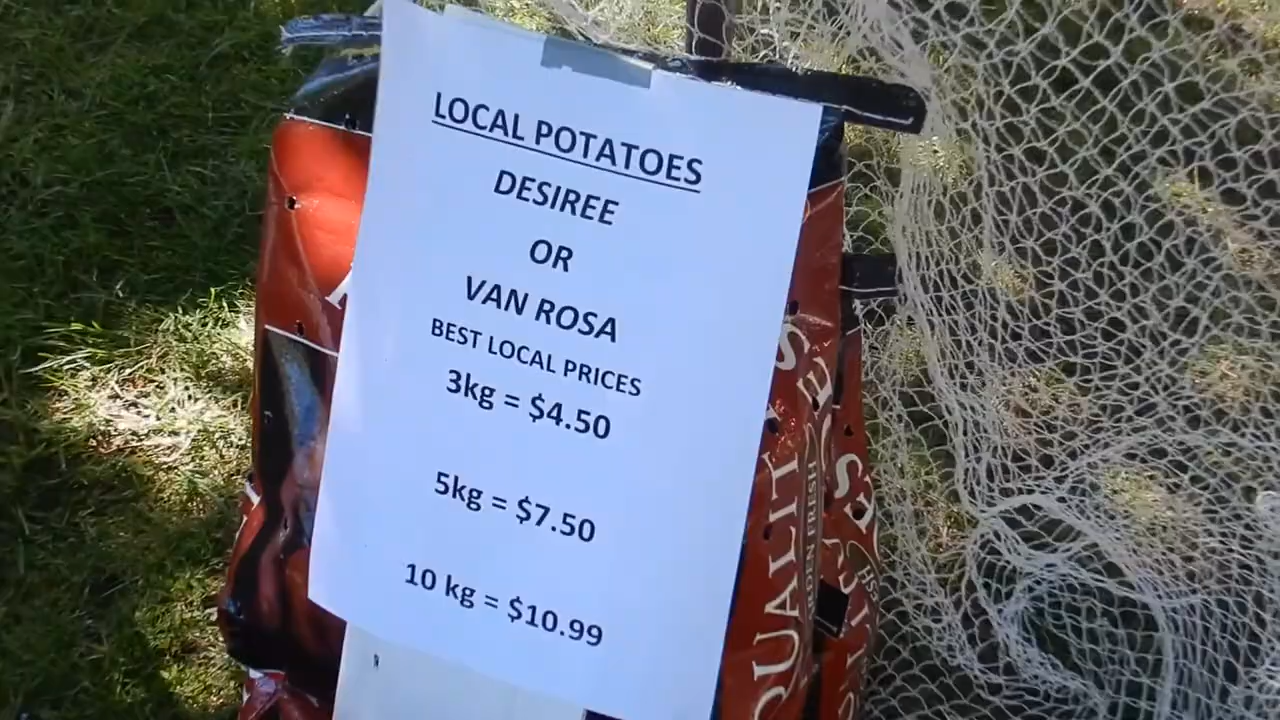 LOCAL POTATOES
DESIREE
OR
VAN ROSA
BEST LOCAL PRICES
3kg = $4.50
5kg = $7.50
10 kg = $10.99